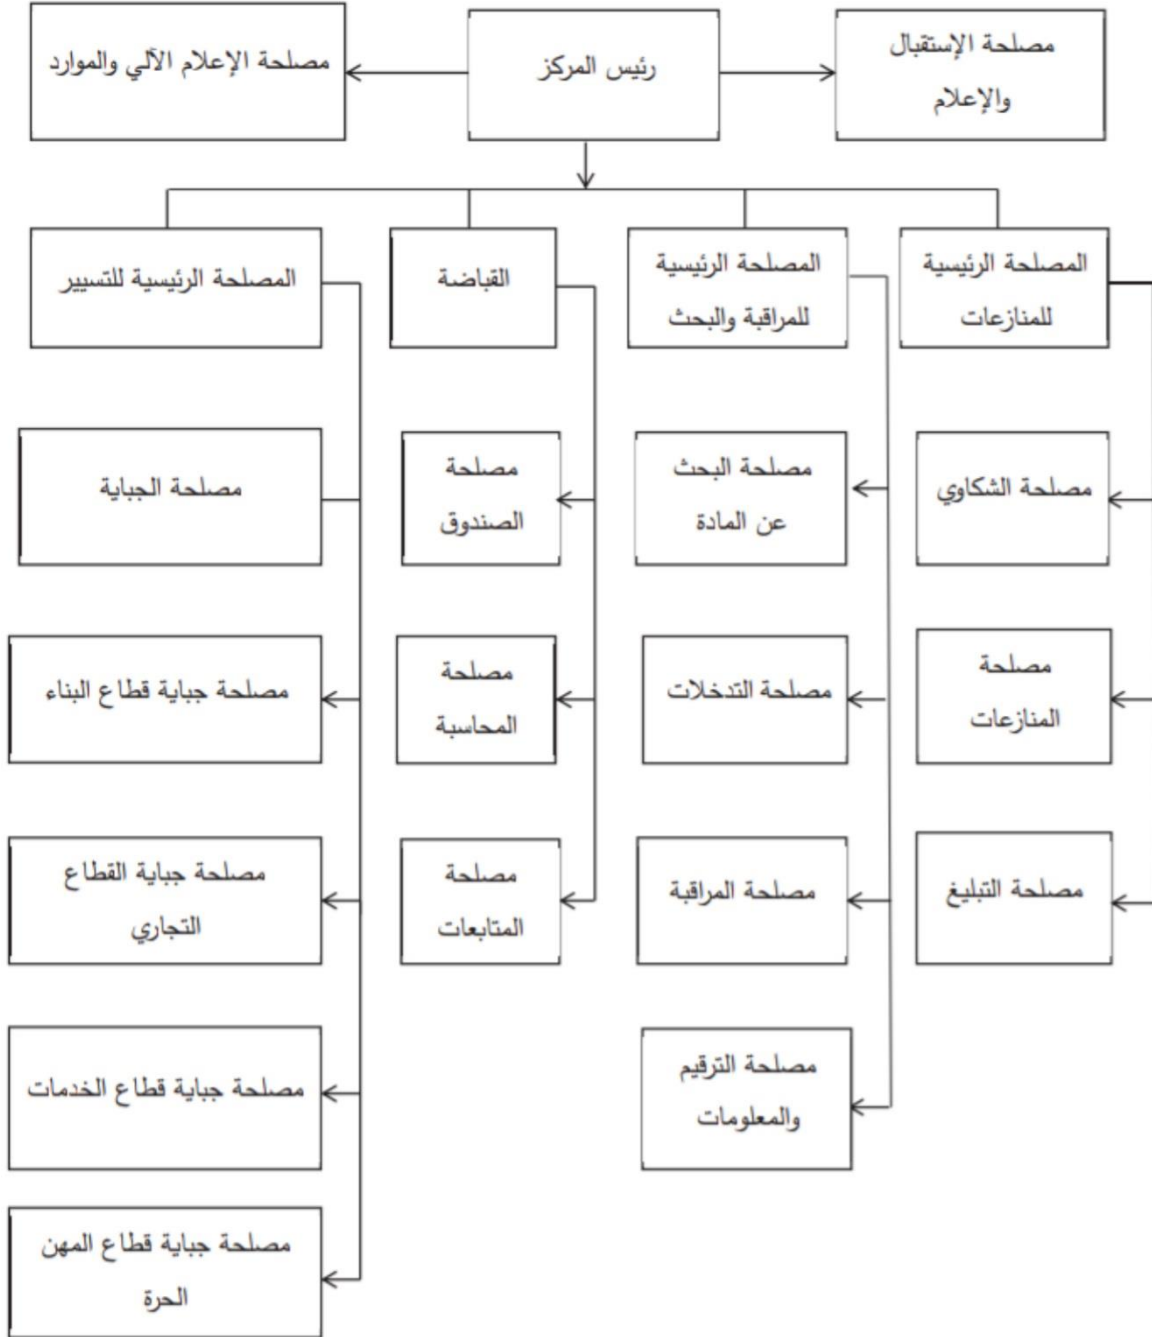 مصلحة الإستقبال
والإعلام
رئيس المركز
مصلحة الإعلام الآلي والموارد
المصلحة الرئيسية
للمنازعات
المصلحة الرئيسية
للمراقبة والبحث
القباضة
المصلحة الرئيسية للتسيير
مصلحة الشكاوي
مصلحة البحث
عن المادة
مصلحة
الصندوق
مصلحة الجباية
مصلحة
المنازعات
مصلحة التدخلات
مصلحة
المحاسبة
مصلحة جباية قطاع البناء
مصلحة التبليغ
مصلحة المراقبة
مصلحة
المتابعات
مصلحة جباية القطاع
التجاري
مصلحة الترقيم
والمعلومات
مصلحة جباية قطاع الخدمات
مصلحة جباية قطاع المهن
الحرة